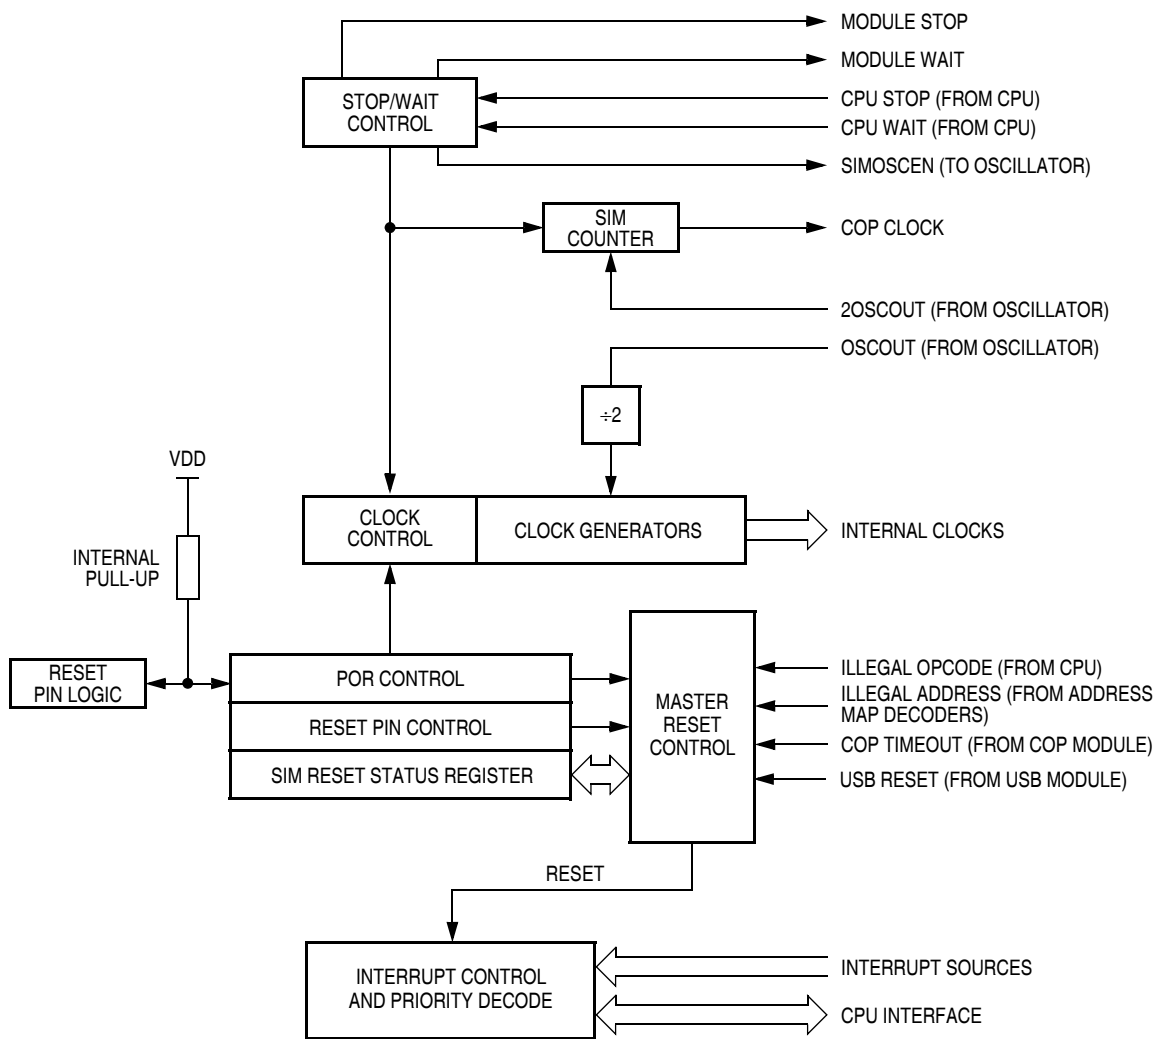 MODULE STOP
MODULE WAIT
STOP/WAIT
CONTROL
CPU STOP (FROM CPU)
CPU WAIT (FROM CPU)
SIMOSCEN (TO OSCILLATOR)
SIM
COUNTER
COP CLOCK
2OSCOUT (FROM OSCILLATOR)
OSCOUT (FROM OSCILLATOR)
÷2
VDD
INTERNAL
PULL-UP
CLOCK
CONTROL
CLOCK GENERATORS
INTERNAL CLOCKS
RESET
PIN LOGIC
POR CONTROL
RESET PIN CONTROL
SIM RESET STATUS REGISTER
MASTER
RESET
CONTROL
ILLEGAL OPCODE (FROM CPU)
ILLEGAL ADDRESS (FROM ADDRESS
MAP DECODERS)
COP TIMEOUT (FROM COP MODULE)
USB RESET (FROM USB MODULE)
RESET
INTERRUPT CONTROL
AND PRIORITY DECODE
INTERRUPT SOURCES
CPU INTERFACE